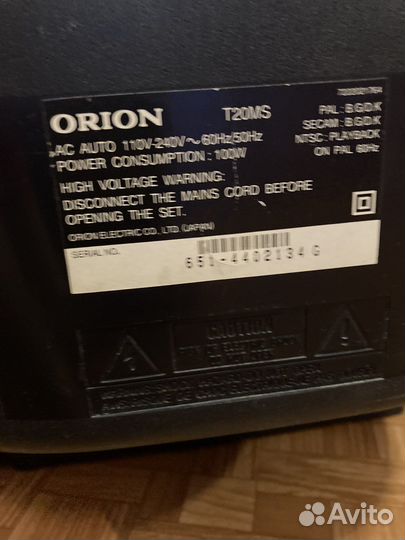 ORION T20MS
AC AUTO 110V-240V～60Hz/50Hz
POWER CONSUMPTION : 100W
PAL : B G D K
SECAM : B G D K
NTSC : PLAYBACK
ON PAL 60Hz
HIGH VOLTAGE WARNING:
DISCONNECT THE MAINS CORD BEFORE
OPENING THE SET.
ORION ELECTRIC CO., LTD. (JAPAN)
SERIAL NO.
651-4402134 G
CAUTION
Avito